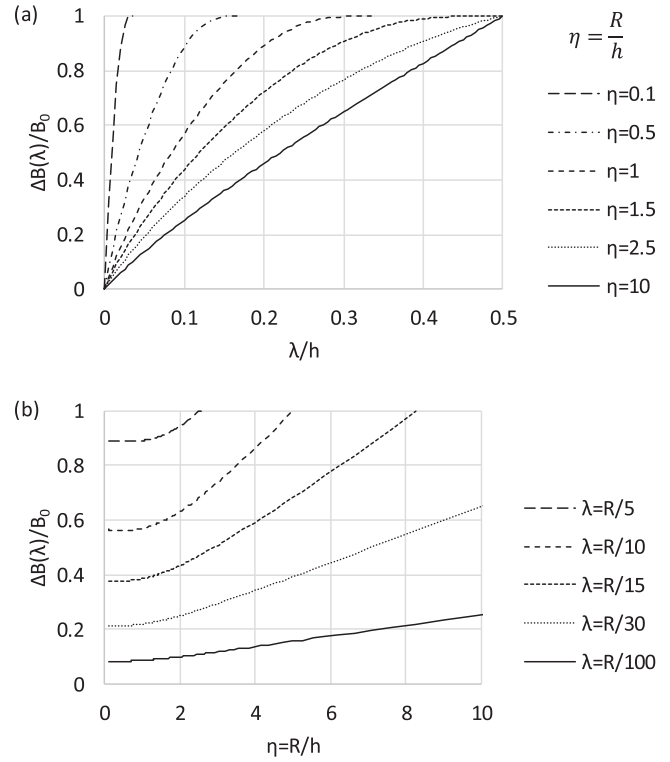 (a)
1
0.8
0.6
0.4
0.2
0
ΔB(λ)/B₀
0 0.1 0.2 0.3 0.4 0.5
λ/h
η = R/h
η=0.1
η=0.5
η=1
η=1.5
η=2.5
η=10
(b)
1
0.8
0.6
0.4
0.2
0
ΔB(λ)/B₀
0 2 4 6 8 10
η=R/h
λ=R/5
λ=R/10
λ=R/15
λ=R/30
λ=R/100